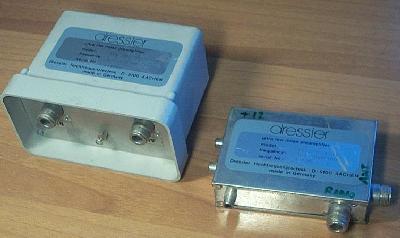 dressler
ultra low noise preamplifier
model
frequency
serial No.
Dressler Hochfrequenztechnik D-5100 AACHEN
made in Germany
+12
dressler
ultra low noise preamplifier
model
frequency
serial No.
Dressler Hochfrequenztechnik D-5100 AACHEN
made in Germany
ANT